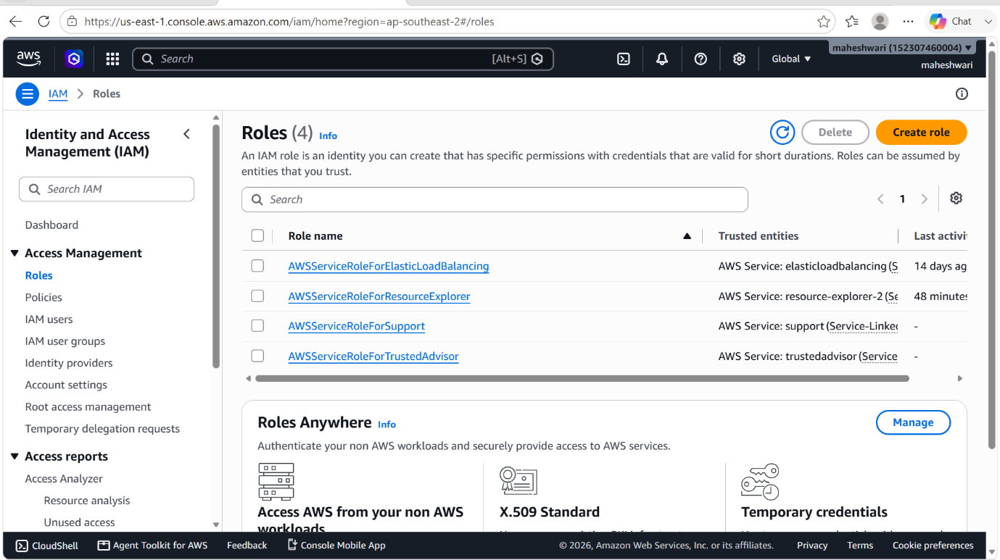 https://us-east-1.console.aws.amazon.com/iam/home?region=ap-southeast-2#/roles
Chat
aws
Search
[Alt+S]
Global
maheshwari (152307460004)
maheshwari
IAM
Roles
Identity and Access
Management (IAM)
Search IAM
Dashboard
Access Management
Roles
Policies
IAM users
IAM user groups
Identity providers
Account settings
Root access management
Temporary delegation requests
Access reports
Access Analyzer
Resource analysis
Unused access
Roles (4) Info
Delete
Create role
An IAM role is an identity you can create that has specific permissions with credentials that are valid for short durations. Roles can be assumed by
entities that you trust.
Search
1
Role name Trusted entities Last activi
AWSServiceRoleForElasticLoadBalancing AWS Service: elasticloadbalancing (S 14 days ag
AWSServiceRoleForResourceExplorer AWS Service: resource-explorer-2 (Se 48 minutes
AWSServiceRoleForSupport AWS Service: support (Service-Linke -
AWSServiceRoleForTrustedAdvisor AWS Service: trustedadvisor (Service -
Roles Anywhere Info
Manage
Authenticate your non AWS workloads and securely provide access to AWS services.
Access AWS from your non AWS
workloads
X.509 Standard
Temporary credentials
CloudShell Agent Toolkit for AWS Feedback Console Mobile App © 2026, Amazon Web Services, Inc. or its affiliates. Privacy Terms Cookie preferences